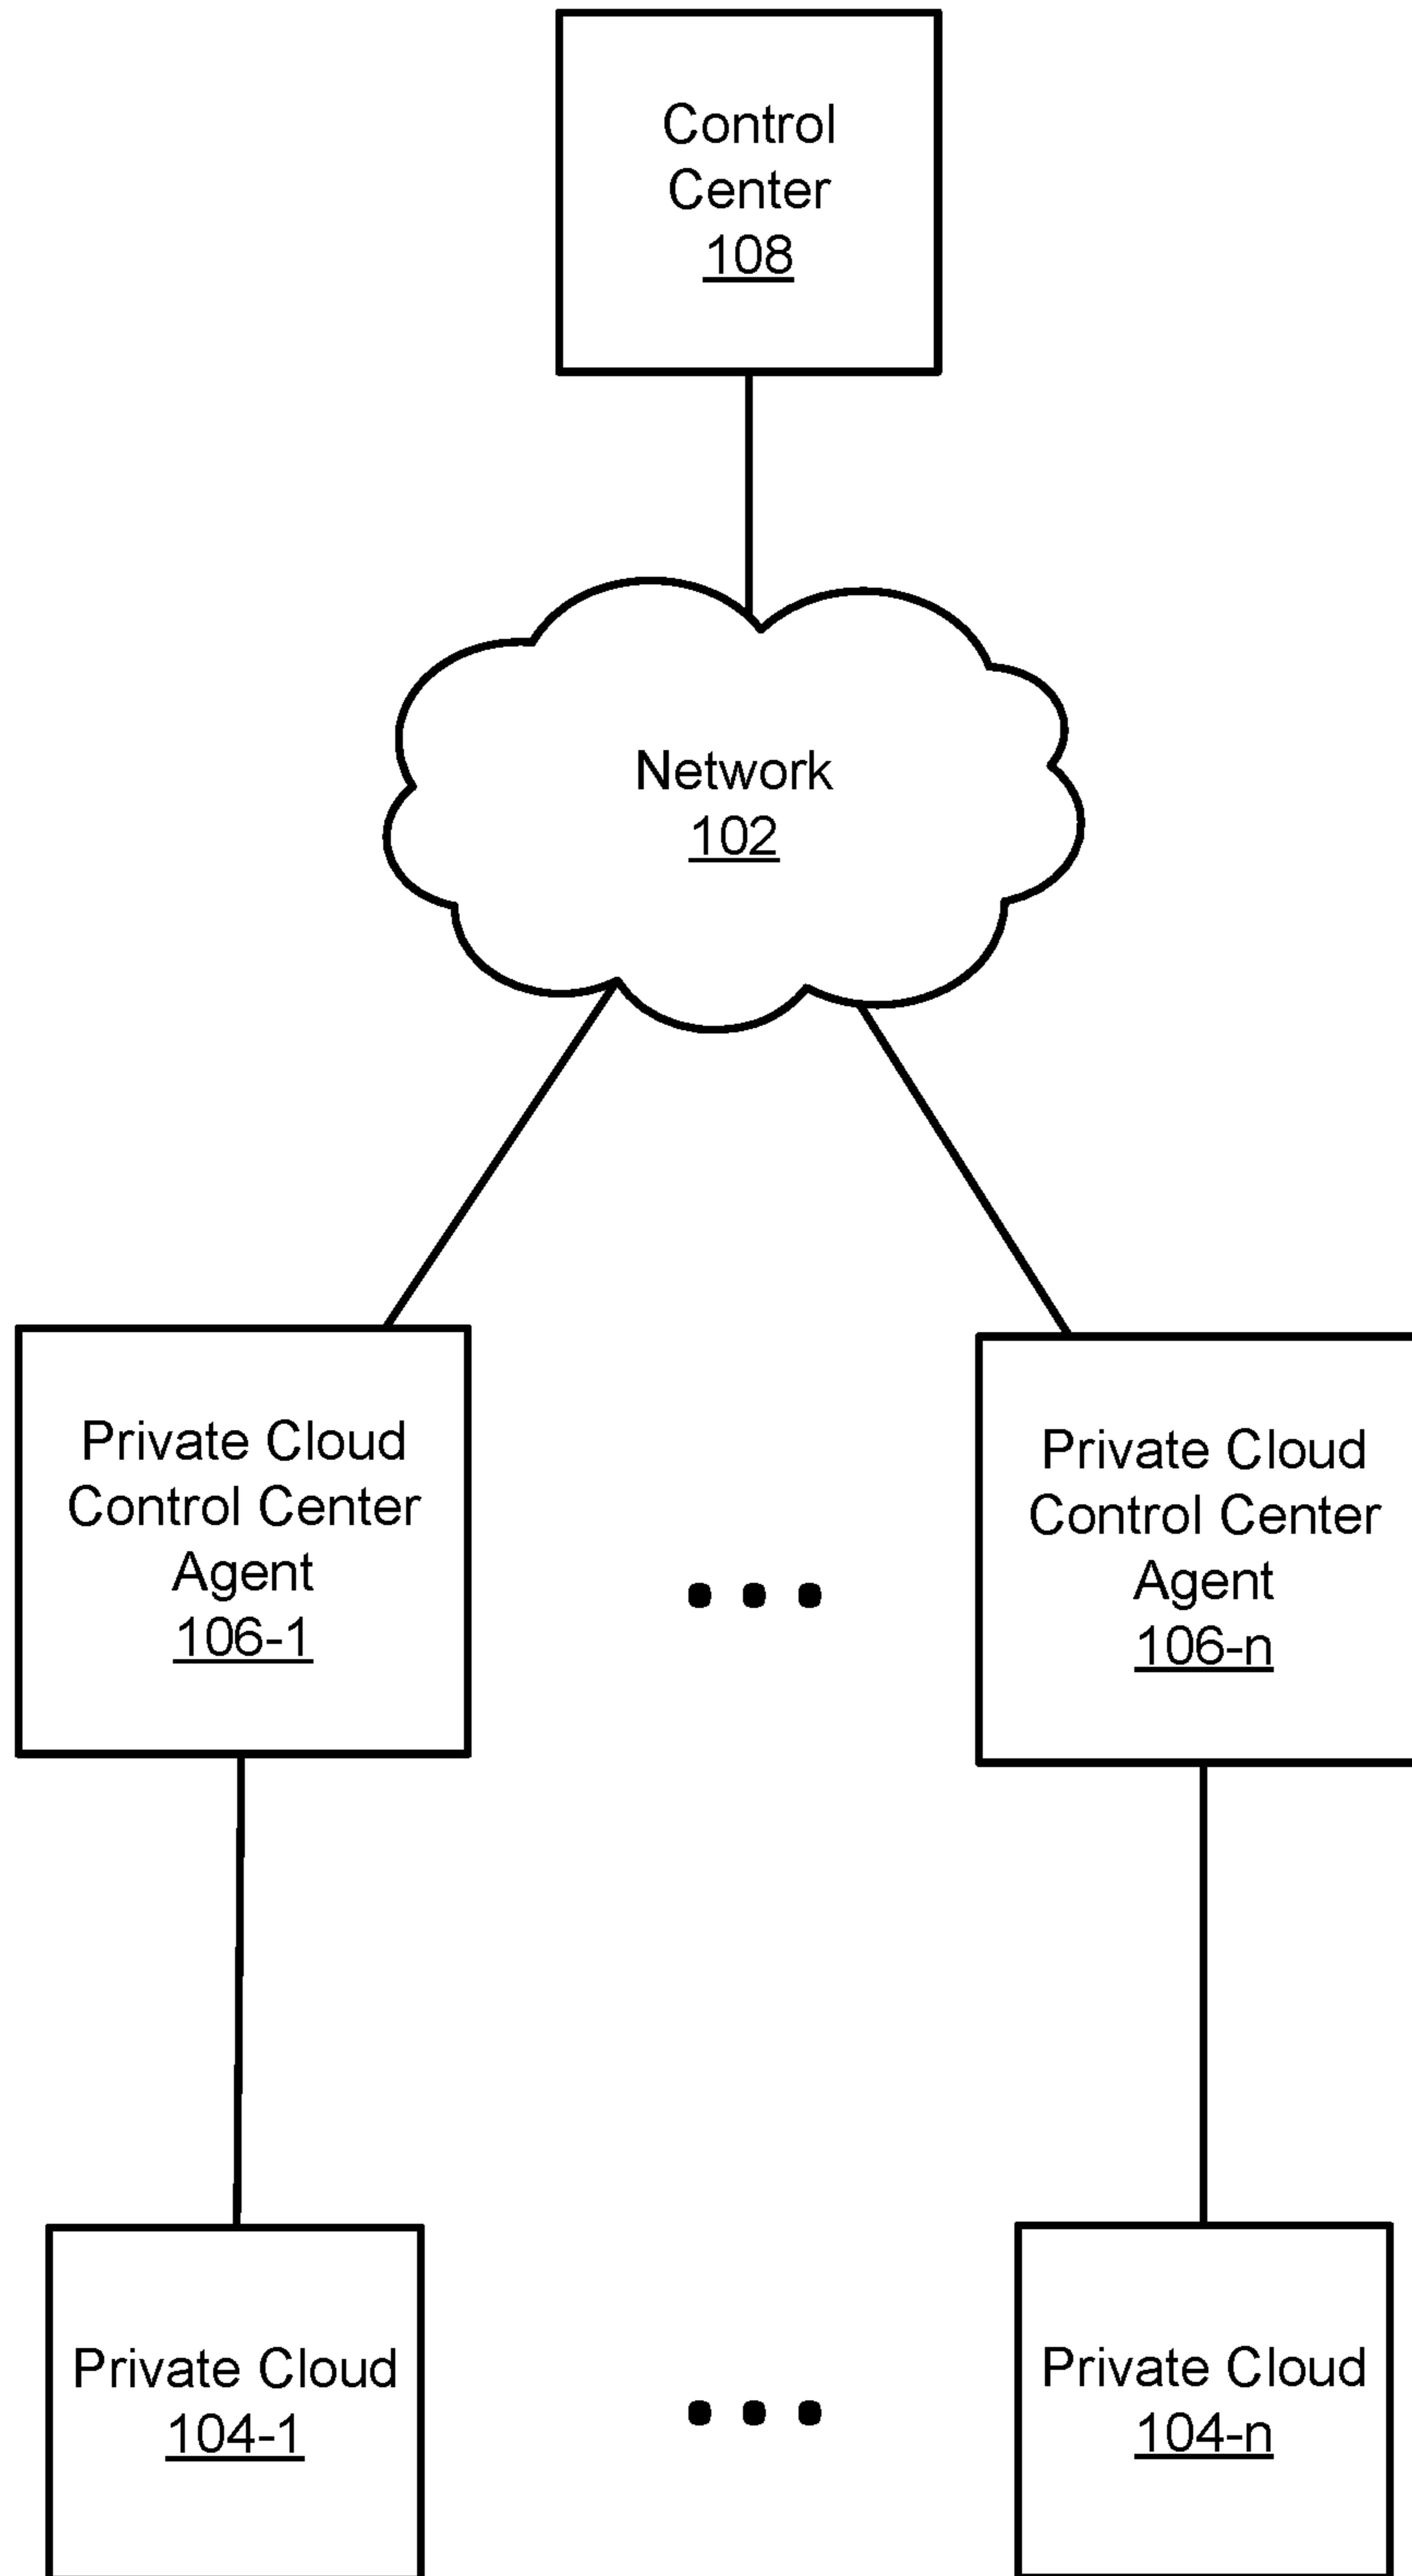 Control
Center
108
Network
102
Private Cloud
Control Center
Agent
106-1
Private Cloud
Control Center
Agent
106-n
Private Cloud
104-1
Private Cloud
104-n